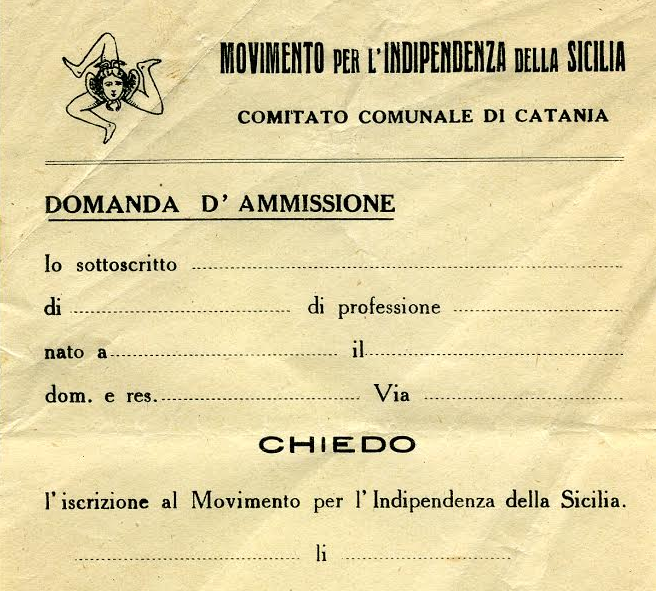 MOVIMENTO PER L'INDIPENDENZA DELLA SICILIA
COMITATO COMUNALE DI CATANIA
DOMANDA D' AMMISSIONE
Io sottoscritto
di di professione
nato a il
dom. e res. Via
CHIEDO
l'iscrizione al Movimento per l'Indipendenza della Sicilia.
li